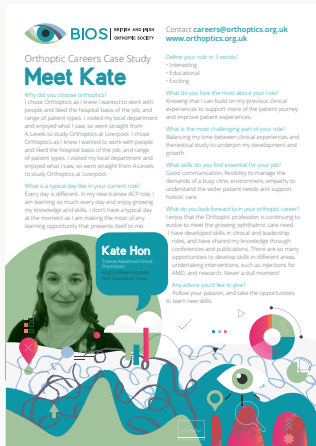 BIOS
BRITISH AND IRISH
ORTHOPTIC SOCIETY
Contact careers@orthoptics.org.uk
www.orthoptics.org.uk
Orthoptic Careers Case Study
Meet Kate
Why did you choose orthoptics?
I chose Orthoptics as I knew I wanted to work with
people and liked the hospital basis of the job, and
range of patient types. I visited my local department
and enjoyed what I saw, so went straight from
A-Levels to study Orthoptics at Liverpool. I chose
Orthoptics as I knew I wanted to work with people
and liked the hospital basis of the job, and range
of patient types. I visited my local department and
enjoyed what I saw, so went straight from A-Levels
to study Orthoptics at Liverpool.
What is a typical day like in your current role?
Every day is different. In my new trainee ACP role, I
am learning so much every day and enjoy growing
my knowledge and skills. I don't have a typical day
at the moment as I am making the most of any
learning opportunity that presents itself to me.
Kate Hon
Trainee Advanced Clinical
Practitioner
Define your role in 3 words?
• Interesting
• Educational
• Exciting
What do you love the most about your role?
Knowing that I can build on my previous clinical
experiences to support more of the patient journey
and improve patient experiences.
What is the most challenging part of your role?
Balancing my time between clinical experiences and
theoretical study to underpin my development and
growth.
What skills do you find essential for your job?
Good communication, flexibility to manage the
demands of a busy clinic environment, empathy to
understand the wider patient needs and support
holistic care.
What do you look forward to in your orthoptic career?
I enjoy that the Orthoptic profession is continuing to
evolve to meet the growing ophthalmic care need.
I have developed skills in clinical and leadership
roles, and have shared my knowledge through
conferences and publications. There are so many
opportunities to develop skills in different areas,
undertaking interventions, such as injections for
AMD, and research. Never a dull moment!
Any advice you'd like to give?
Follow your passion, and take the opportunities
to learn new skills.